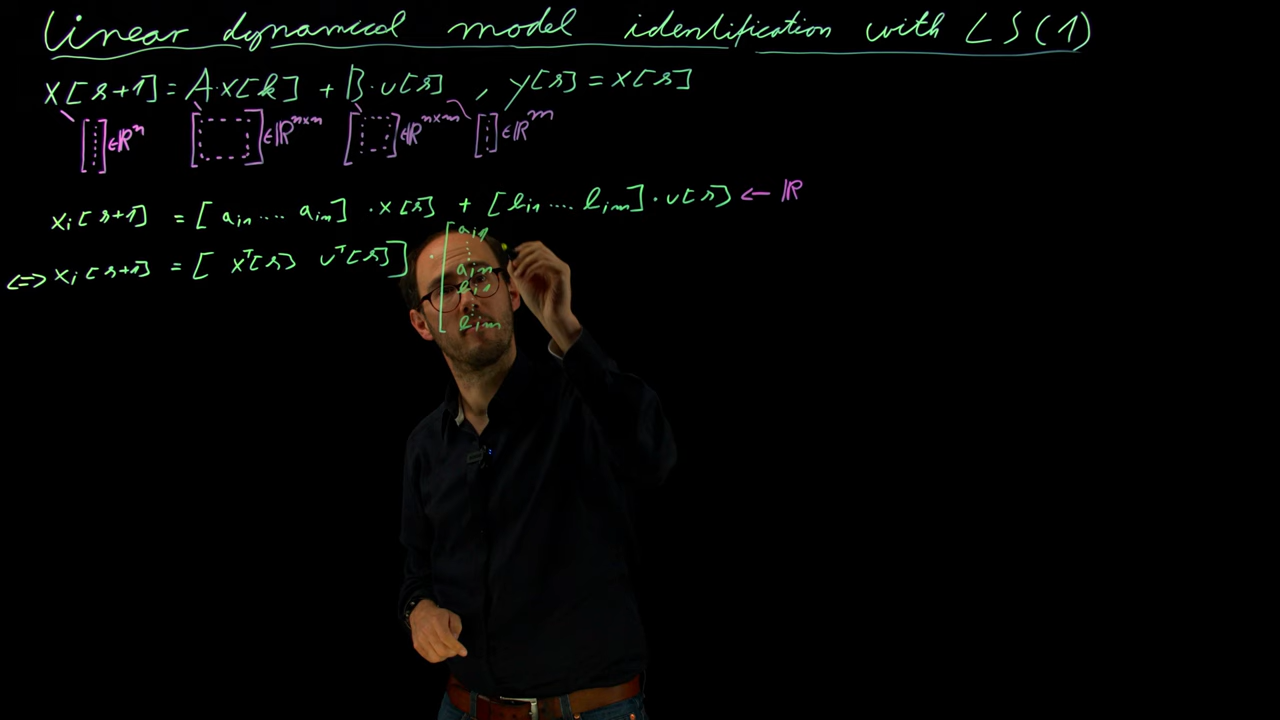 Linear dynamical model identification with LS (1)
x[k+1] = A·x[k] + B·u[k] , y[k] = x[k]
[⋮] ∈ ℝⁿ [ ] ∈ ℝⁿˣⁿ [ ] ∈ ℝⁿˣᵐ [⋮] ∈ ℝᵐ
xᵢ[k+1] = [ aᵢ₁ .... aᵢₙ ] · x[k] + [ bᵢ₁ .... bᵢₘ ] · u[k] ← ℝ
⇔ xᵢ[k+1] = [ xᵀ[k] uᵀ[k] ] · [ aᵢ₁
⋮
aᵢₙ
bᵢ₁
⋮
bᵢₘ